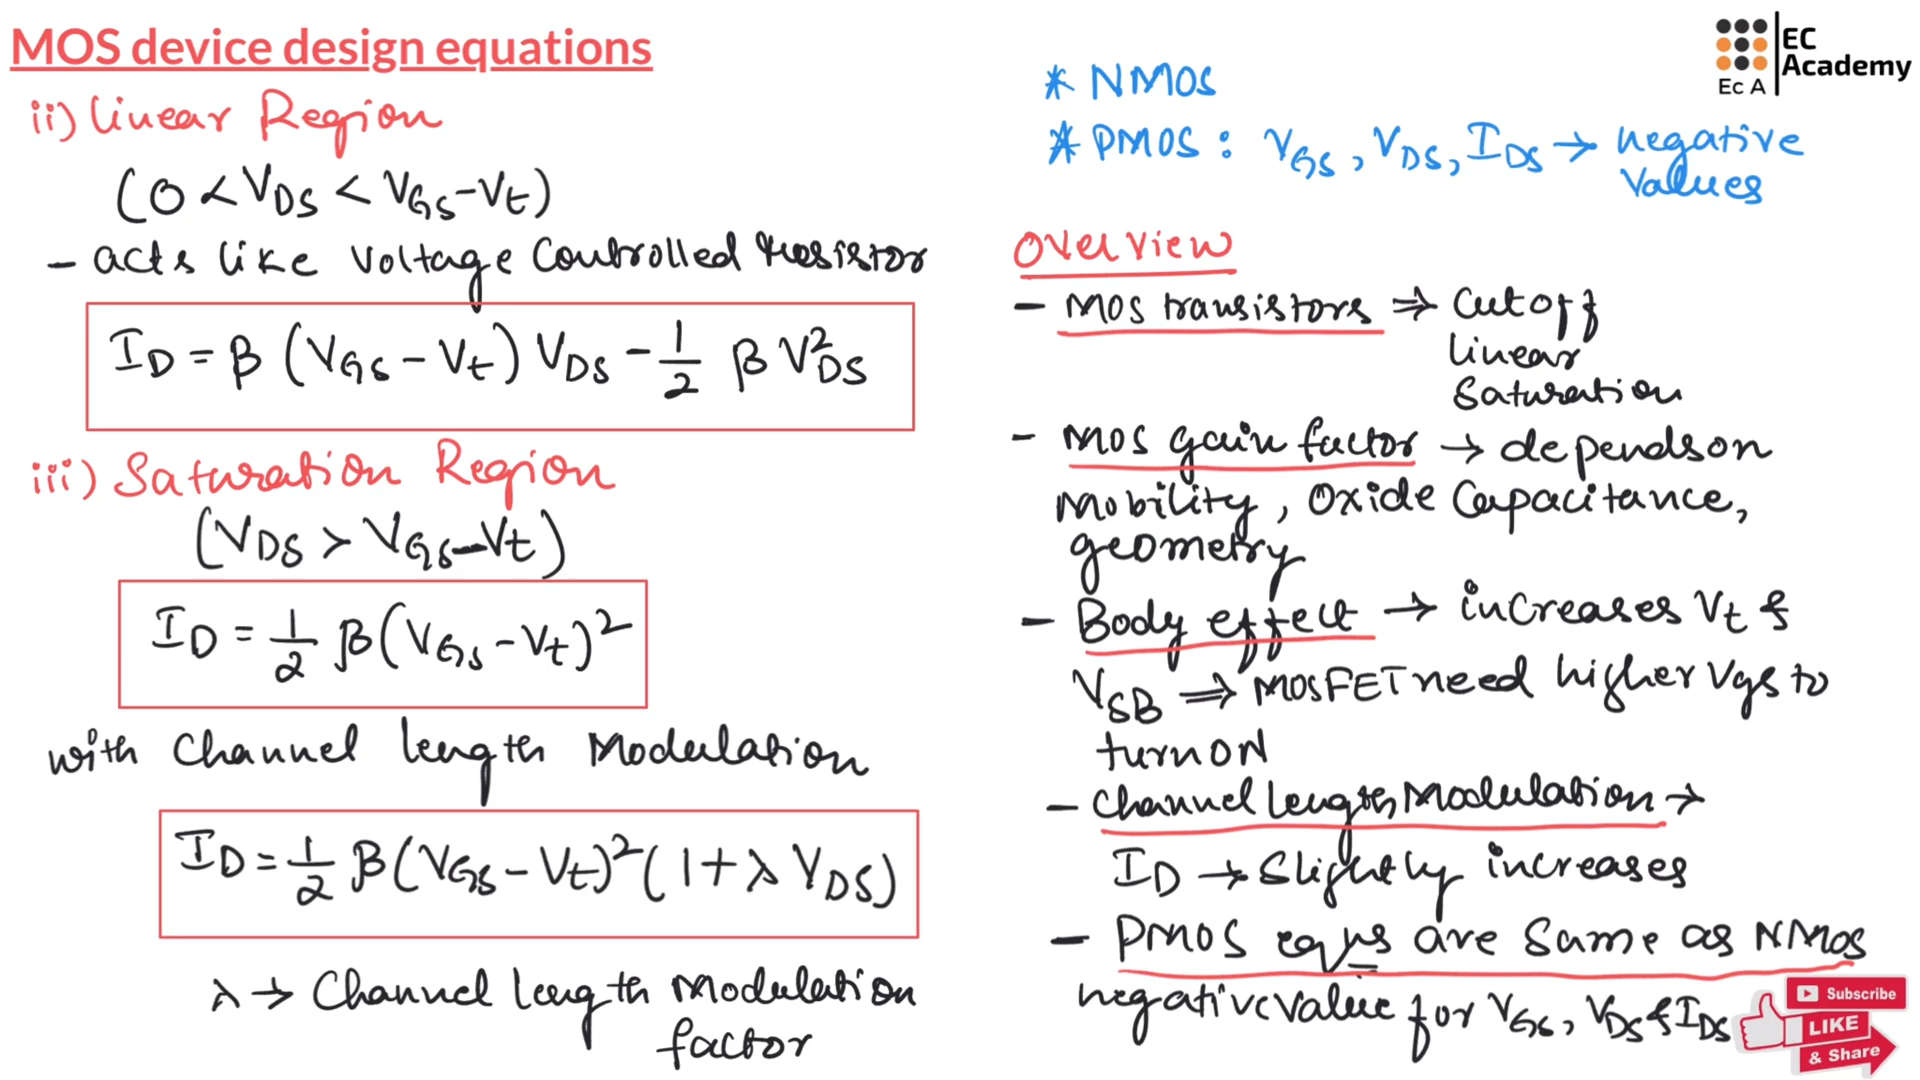 MOS device design equations
ii) Linear Region
(0 < VDS < VGS - Vt)
- acts like Voltage Controlled resistor
ID = β (VGS - Vt) VDS - 1/2 β V²DS
iii) Saturation Region
(VDS > VGS - Vt)
ID = 1/2 β (VGS - Vt)²
with Channel length Modulation
ID = 1/2 β (VGS - Vt)² (1 + λ VDS)
λ → Channel length Modulation
factor
* NMOS
* PMOS : VGS, VDS, IDS → negative
Values
Overview
- MOS transistors ⇒ Cutoff
linear
Saturation
- MOS gain factor → depends on
Mobility, Oxide Capacitance,
geometry
- Body effect → increases Vt &
VSB ⇒ MOSFET need higher Vgs to
turn ON
- Channel Length Modulation →
ID → Slightly increases
- PMOS eqns are same as NMOS
negative value for VGS, VDS & IDS
EC
Academy
Ec A
Subscribe
LIKE
& Share